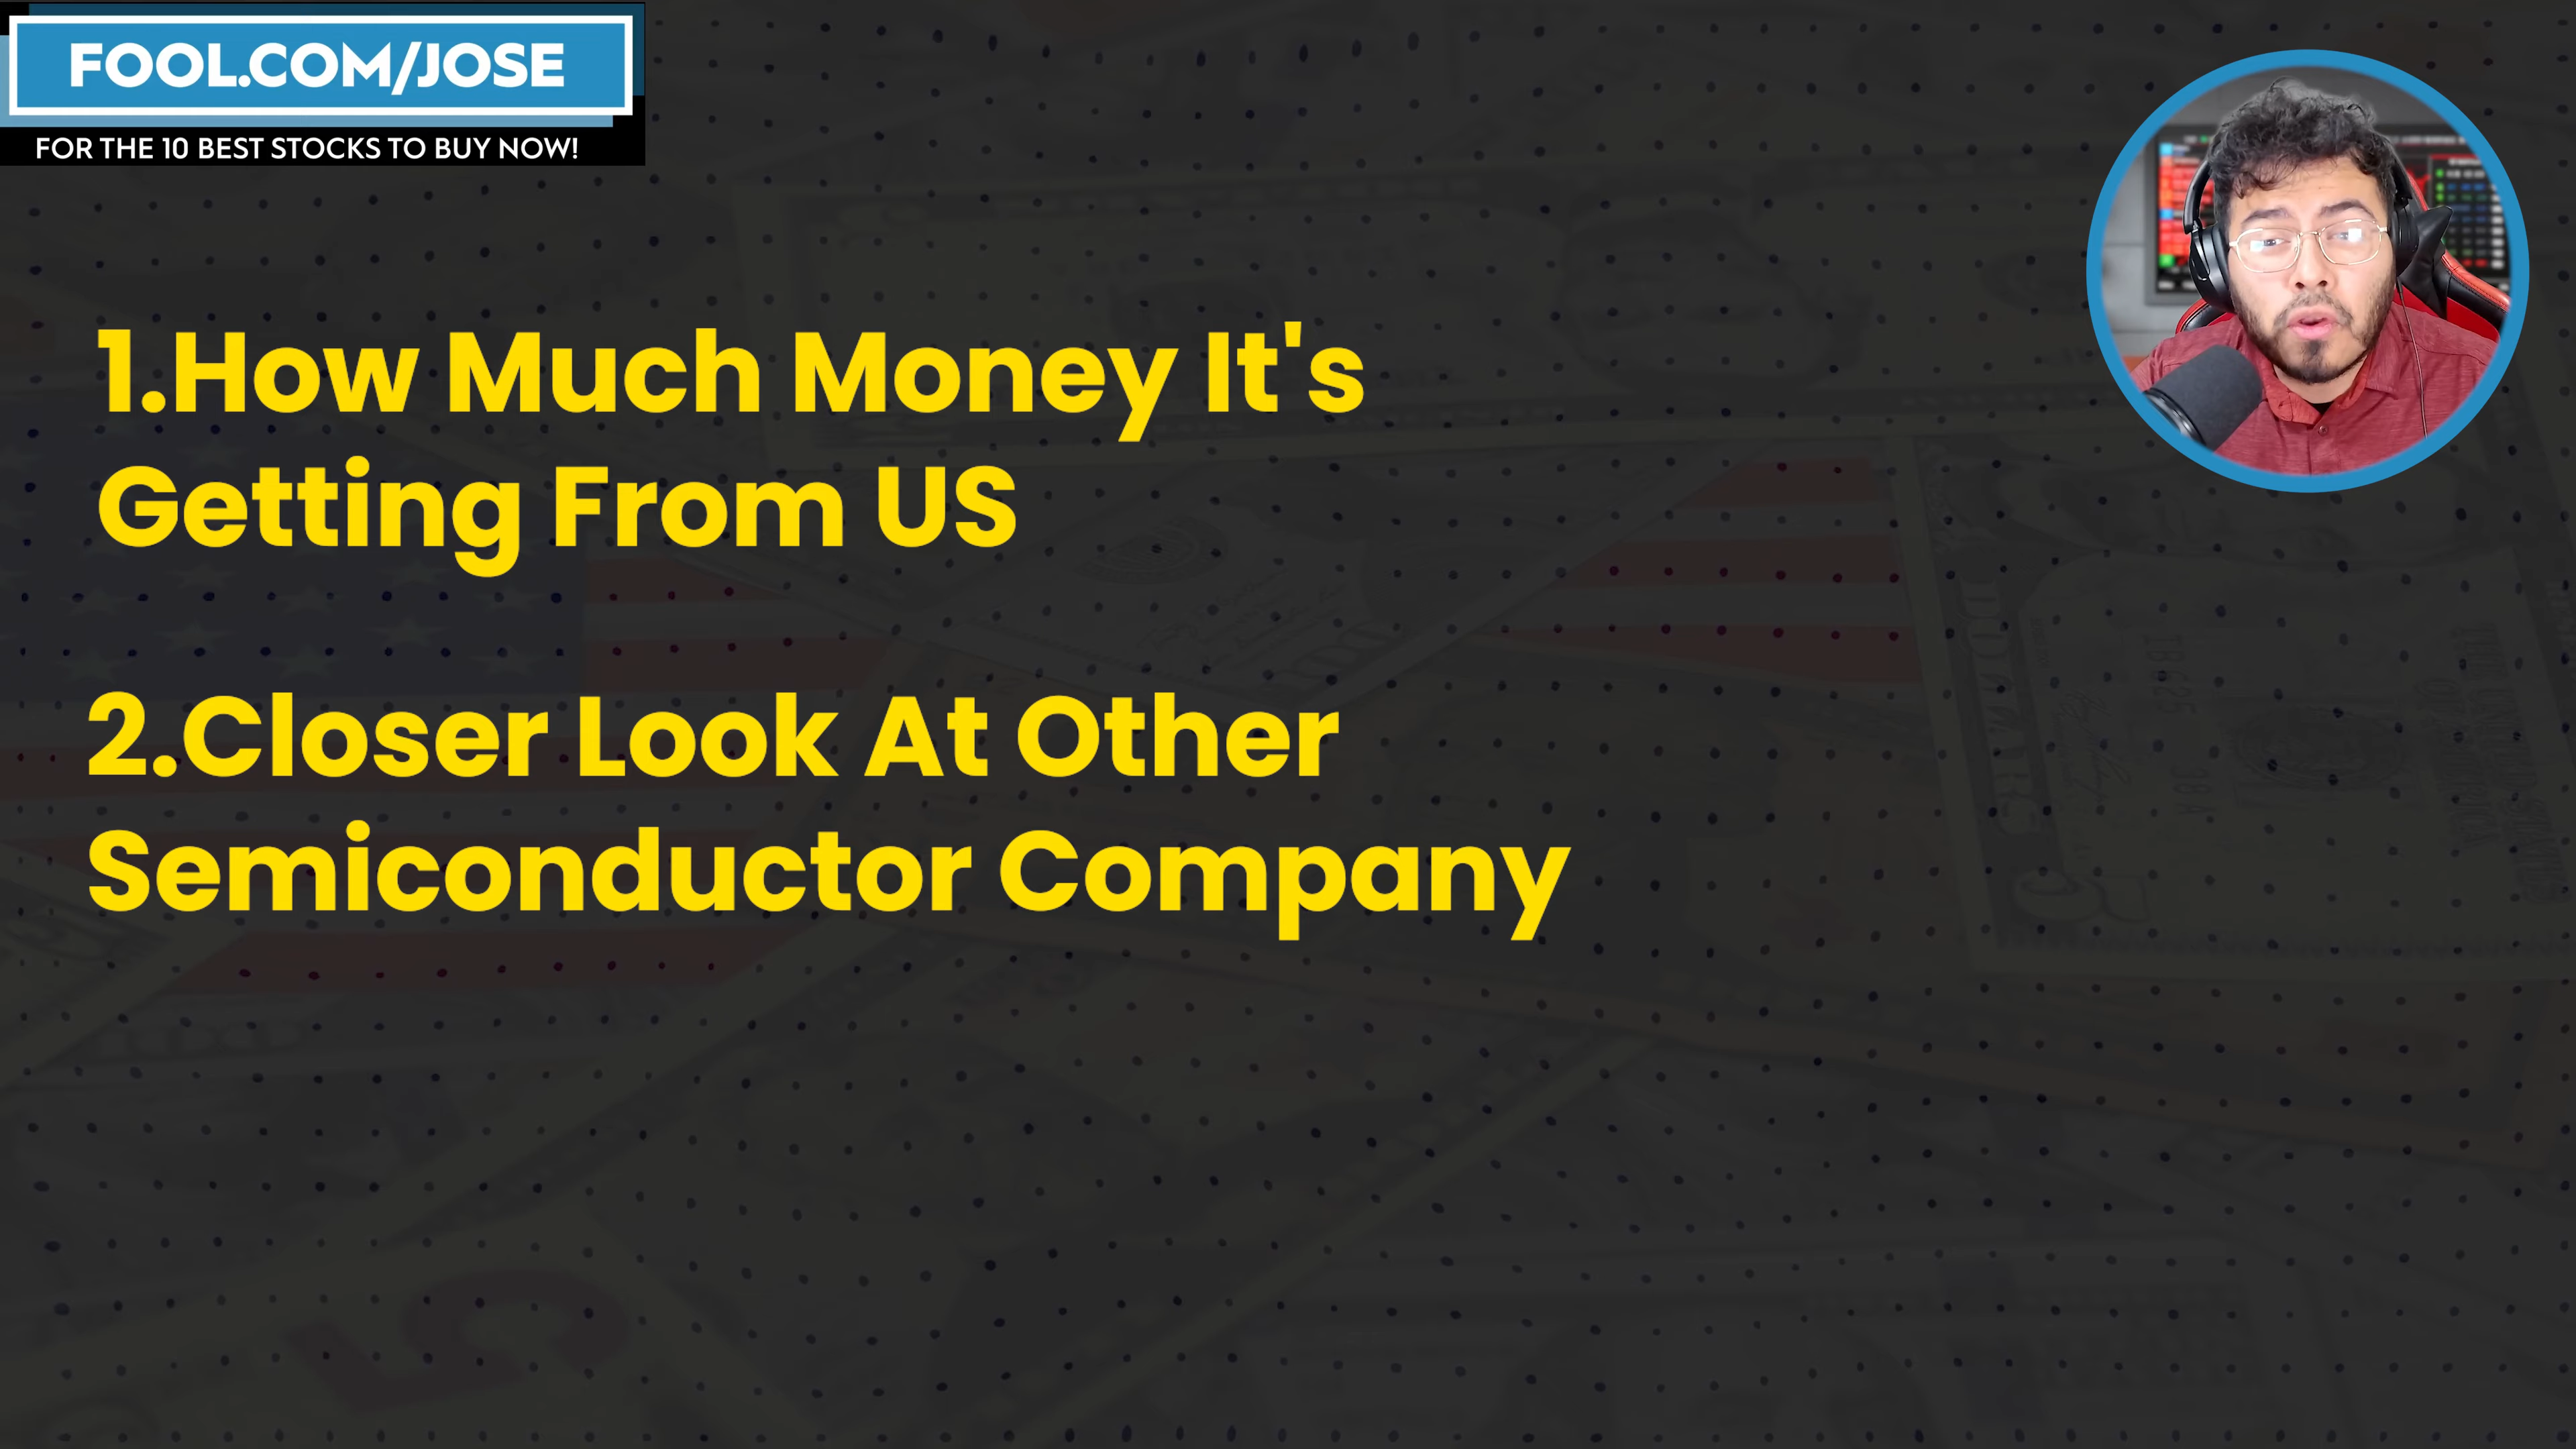 FOOL.COM/JOSE
FOR THE 10 BEST STOCKS TO BUY NOW!
1.How Much Money It's
Getting From US
2.Closer Look At Other
Semiconductor Company